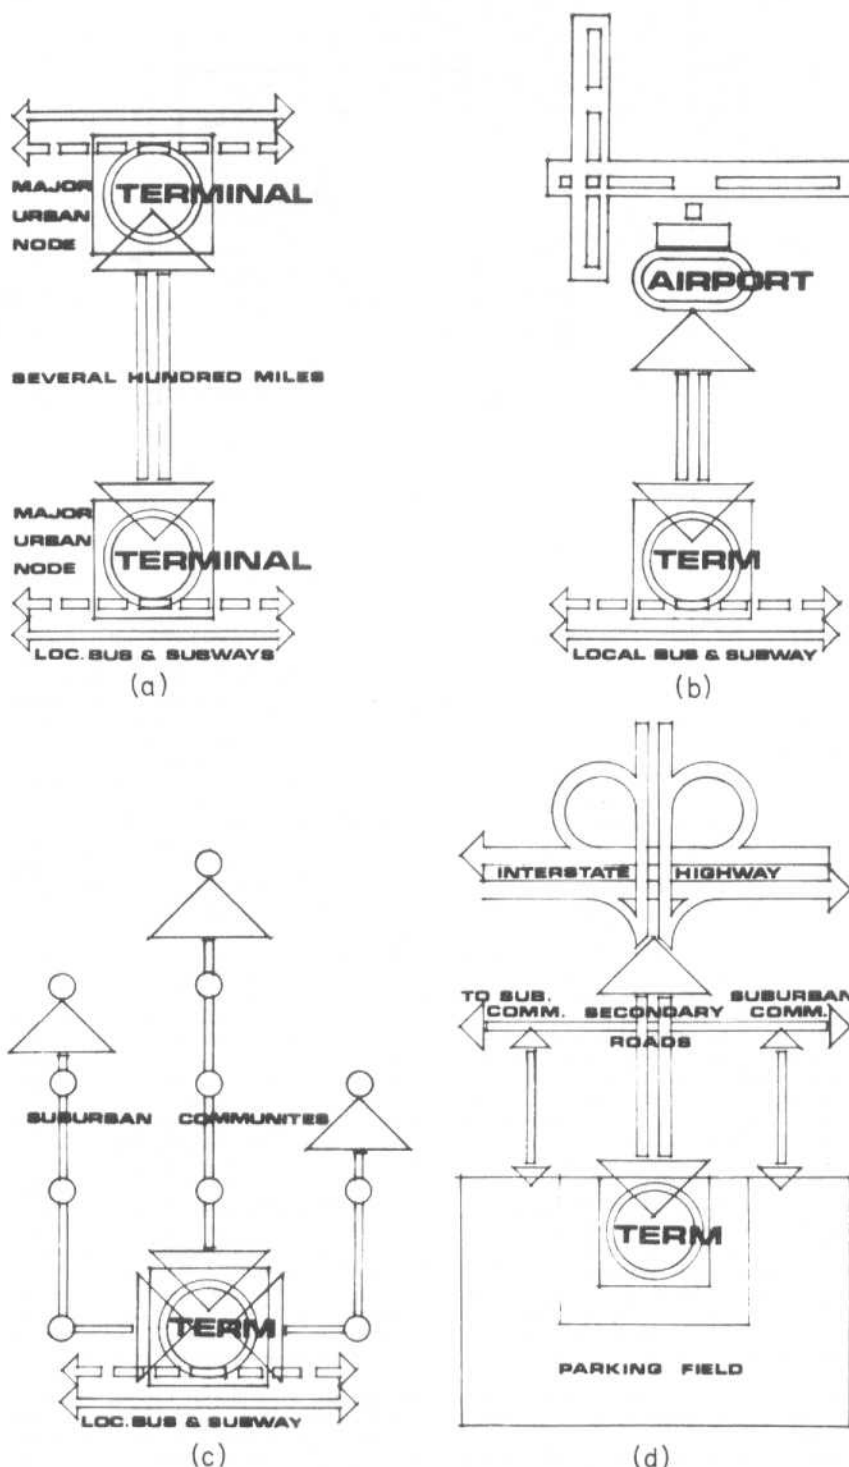 MAJOR
URBAN
NODE
TERMINAL
SEVERAL HUNDRED MILES
MAJOR
URBAN
NODE
TERMINAL
LOC. BUS & SUBWAYS
(a)
AIRPORT
TERM
LOCAL BUS & SUBWAY
(b)
SUBURBAN COMMUNITES
TERM
LOC. BUS & SUBWAY
(c)
INTERSTATE HIGHWAY
TO SUB.
COMM.
SECONDARY
ROADS
SUBURBAN
COMM.
TERM
PARKING FIELD
(d)